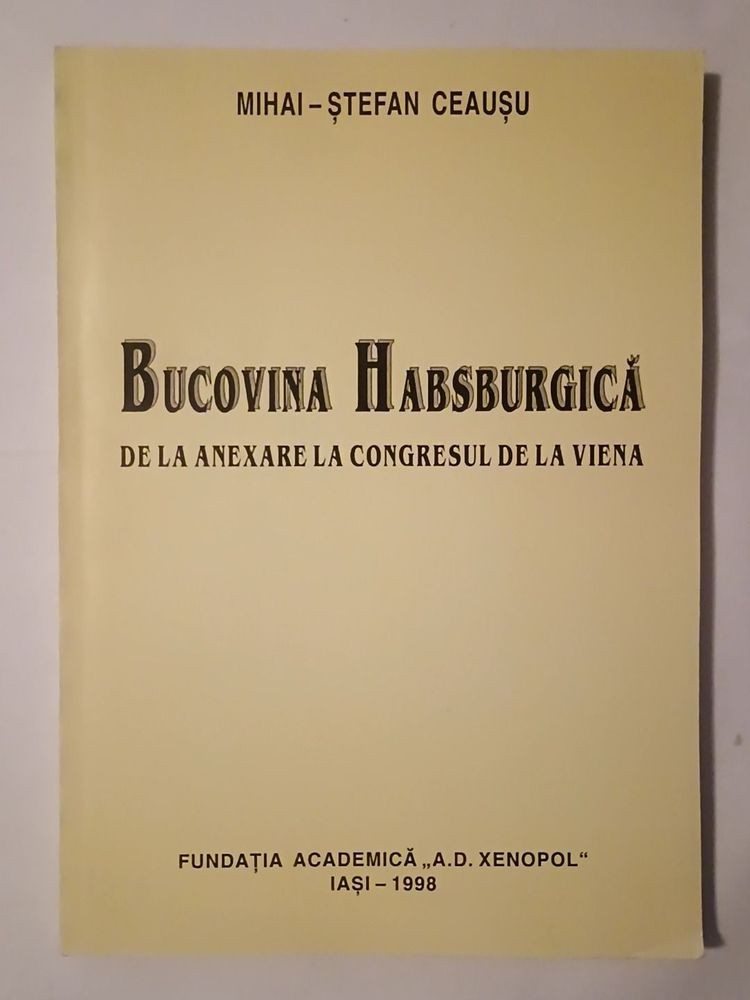 MIHAI – ȘTEFAN CEAUȘU
BUCOVINA HABSBURGICĂ
DE LA ANEXARE LA CONGRESUL DE LA VIENA
FUNDAȚIA ACADEMICĂ „A.D. XENOPOL“
IAȘI – 1998